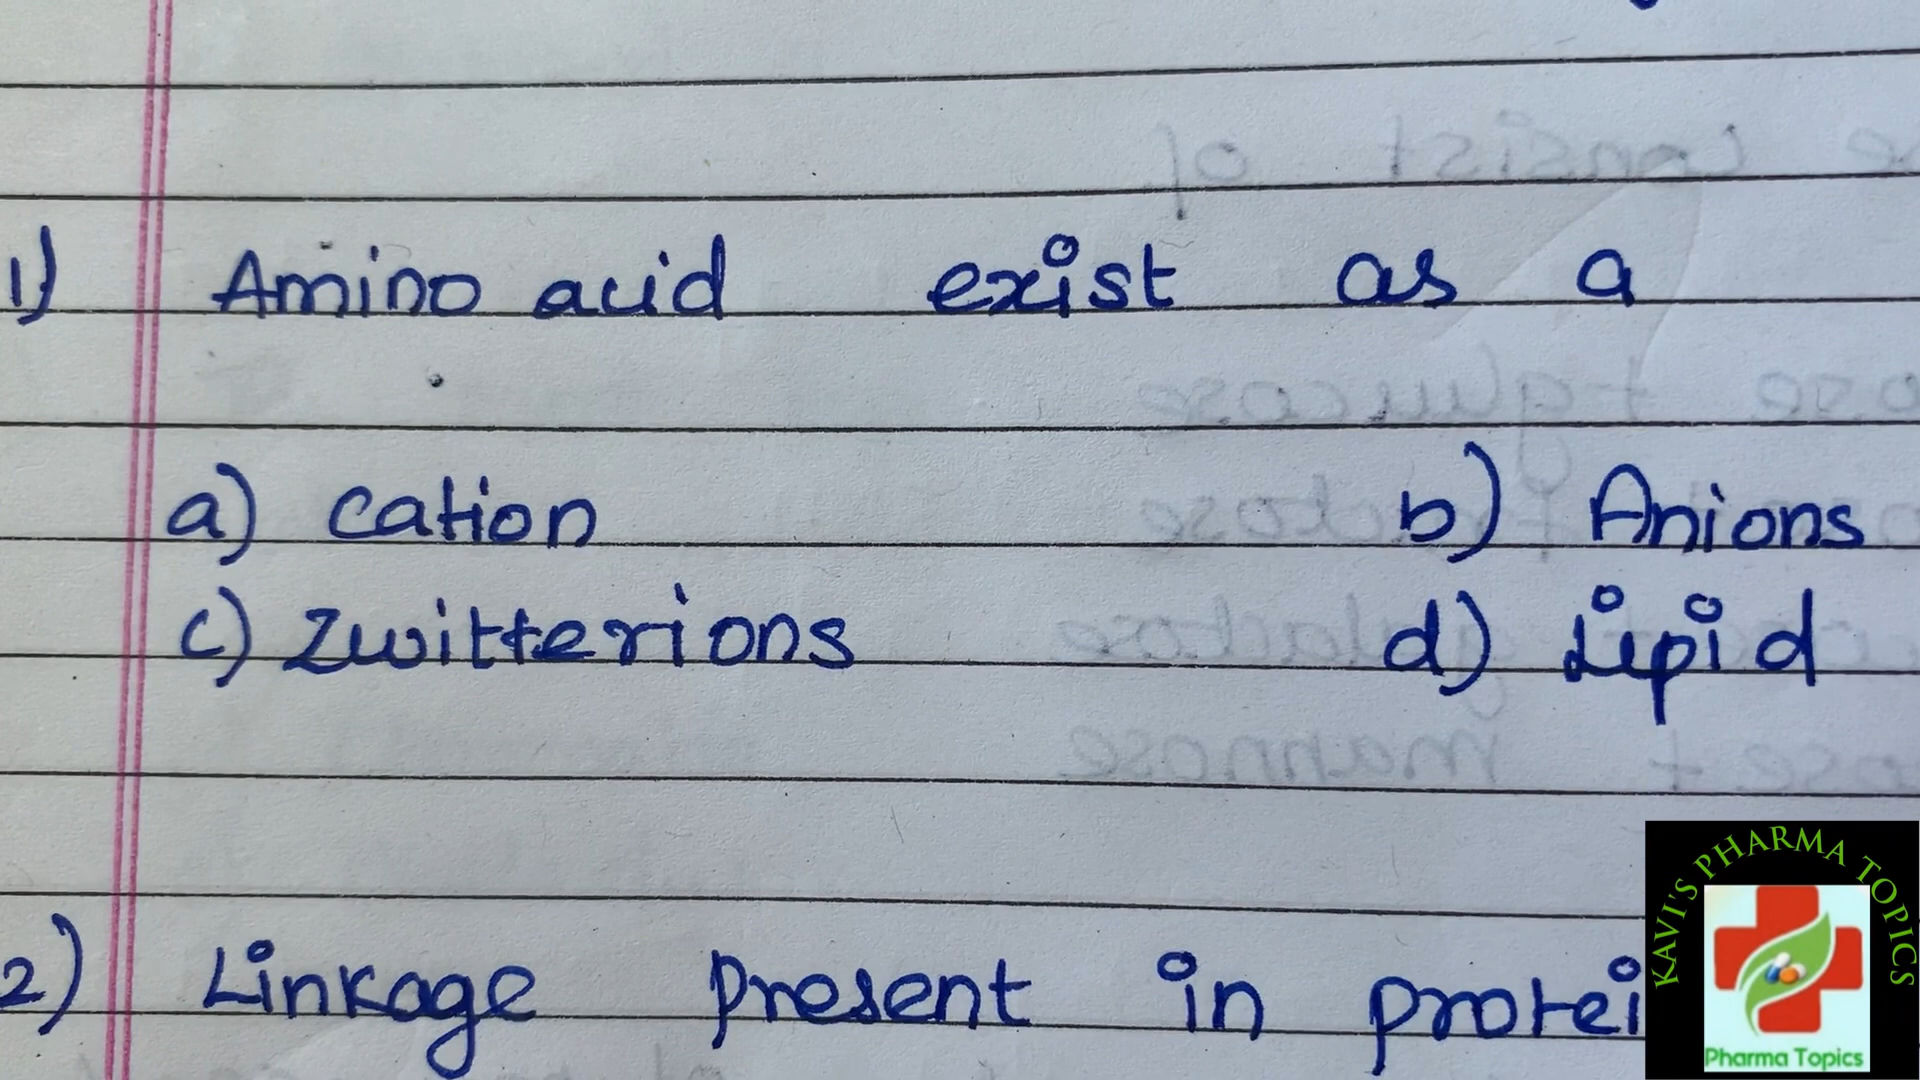 1) Amino acid exist as a
a) cation b) Anions
c) Zwitterions d) Lipid
2) Linkage present in protei
KAVI'S PHARMA TOPICS
Pharma Topics